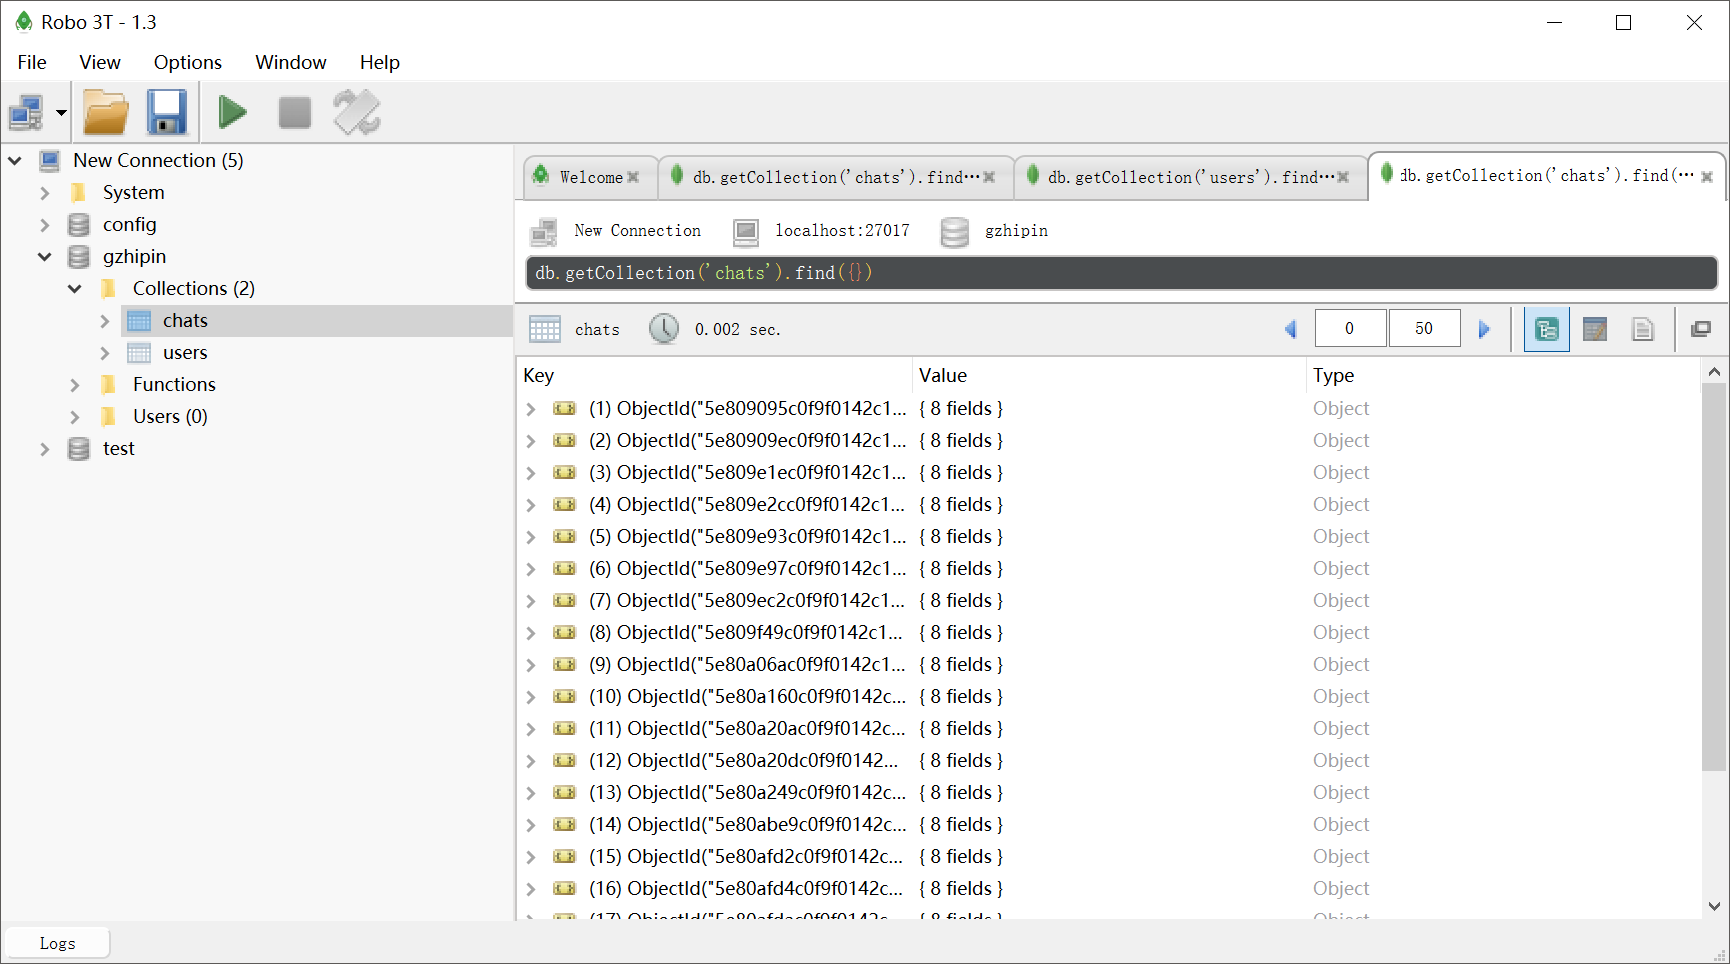 Robo 3T - 1.3
File View Options Window Help
New Connection (5)
System
config
gzhipin
Collections (2)
chats
users
Functions
Users (0)
test
Welcome db.getCollection('chats').find··· db.getCollection('users').find··· db.getCollection('chats').find(···
New Connection localhost:27017 gzhipin
db.getCollection('chats').find({})
chats 0.002 sec. 0 50
Key Value Type
(1) ObjectId("5e809095c0f9f0142c1... { 8 fields } Object
(2) ObjectId("5e80909ec0f9f0142c1... { 8 fields } Object
(3) ObjectId("5e809e1ec0f9f0142c1... { 8 fields } Object
(4) ObjectId("5e809e2cc0f9f0142c1... { 8 fields } Object
(5) ObjectId("5e809e93c0f9f0142c1... { 8 fields } Object
(6) ObjectId("5e809e97c0f9f0142c1... { 8 fields } Object
(7) ObjectId("5e809ec2c0f9f0142c1... { 8 fields } Object
(8) ObjectId("5e809f49c0f9f0142c1... { 8 fields } Object
(9) ObjectId("5e80a06ac0f9f0142c1... { 8 fields } Object
(10) ObjectId("5e80a160c0f9f0142c... { 8 fields } Object
(11) ObjectId("5e80a20ac0f9f0142c... { 8 fields } Object
(12) ObjectId("5e80a20dc0f9f0142... { 8 fields } Object
(13) ObjectId("5e80a249c0f9f0142c... { 8 fields } Object
(14) ObjectId("5e80abe9c0f9f0142c... { 8 fields } Object
(15) ObjectId("5e80afd2c0f9f0142c... { 8 fields } Object
(16) ObjectId("5e80afd4c0f9f0142c... { 8 fields } Object
Logs